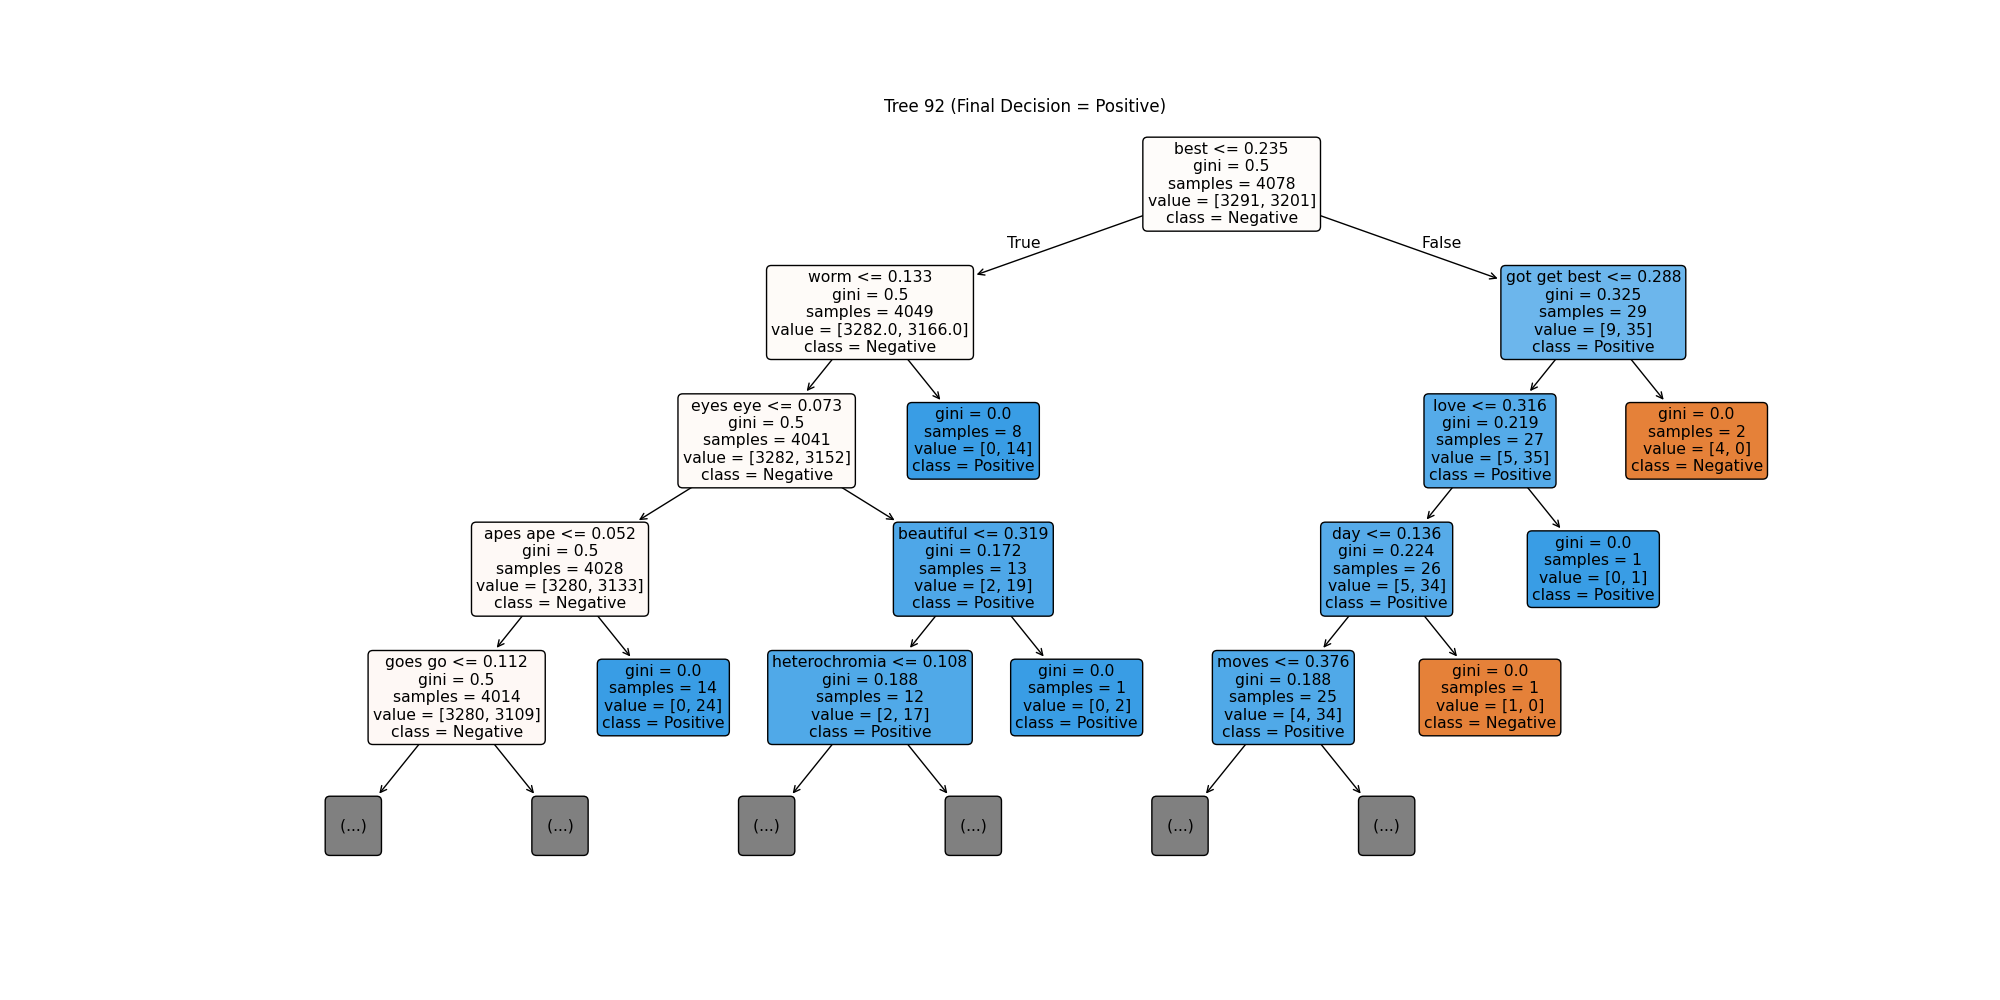 Tree 92 (Final Decision = Positive)
best <= 0.235
gini = 0.5
samples = 4078
value = [3291, 3201]
class = Negative
True
False
worm <= 0.133
gini = 0.5
samples = 4049
value = [3282.0, 3166.0]
class = Negative
got get best <= 0.288
gini = 0.325
samples = 29
value = [9, 35]
class = Positive
eyes eye <= 0.073
gini = 0.5
samples = 4041
value = [3282, 3152]
class = Negative
gini = 0.0
samples = 8
value = [0, 14]
class = Positive
love <= 0.316
gini = 0.219
samples = 27
value = [5, 35]
class = Positive
gini = 0.0
samples = 2
value = [4, 0]
class = Negative
apes ape <= 0.052
gini = 0.5
samples = 4028
value = [3280, 3133]
class = Negative
beautiful <= 0.319
gini = 0.172
samples = 13
value = [2, 19]
class = Positive
day <= 0.136
gini = 0.224
samples = 26
value = [5, 34]
class = Positive
gini = 0.0
samples = 1
value = [0, 1]
class = Positive
goes go <= 0.112
gini = 0.5
samples = 4014
value = [3280, 3109]
class = Negative
gini = 0.0
samples = 14
value = [0, 24]
class = Positive
heterochromia <= 0.108
gini = 0.188
samples = 12
value = [2, 17]
class = Positive
gini = 0.0
samples = 1
value = [0, 2]
class = Positive
moves <= 0.376
gini = 0.188
samples = 25
value = [4, 34]
class = Positive
gini = 0.0
samples = 1
value = [1, 0]
class = Negative
(...)
(...)
(...)
(...)
(...)
(...)